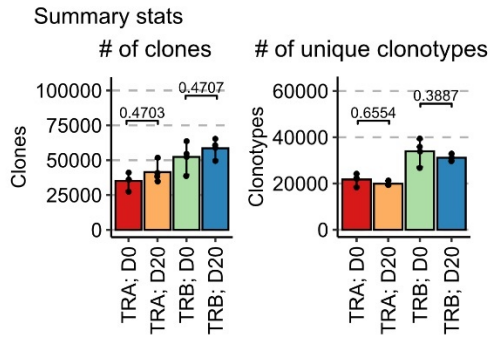 Summary stats
# of clones
# of unique clonotypes
Clones
100000
75000
50000
25000
0
0.4703
0.4707
TRA; D0
TRA; D20
TRB; D0
TRB; D20
Clonotypes
60000
40000
20000
0
0.6554
0.3887
TRA; D0
TRA; D20
TRB; D0
TRB; D20